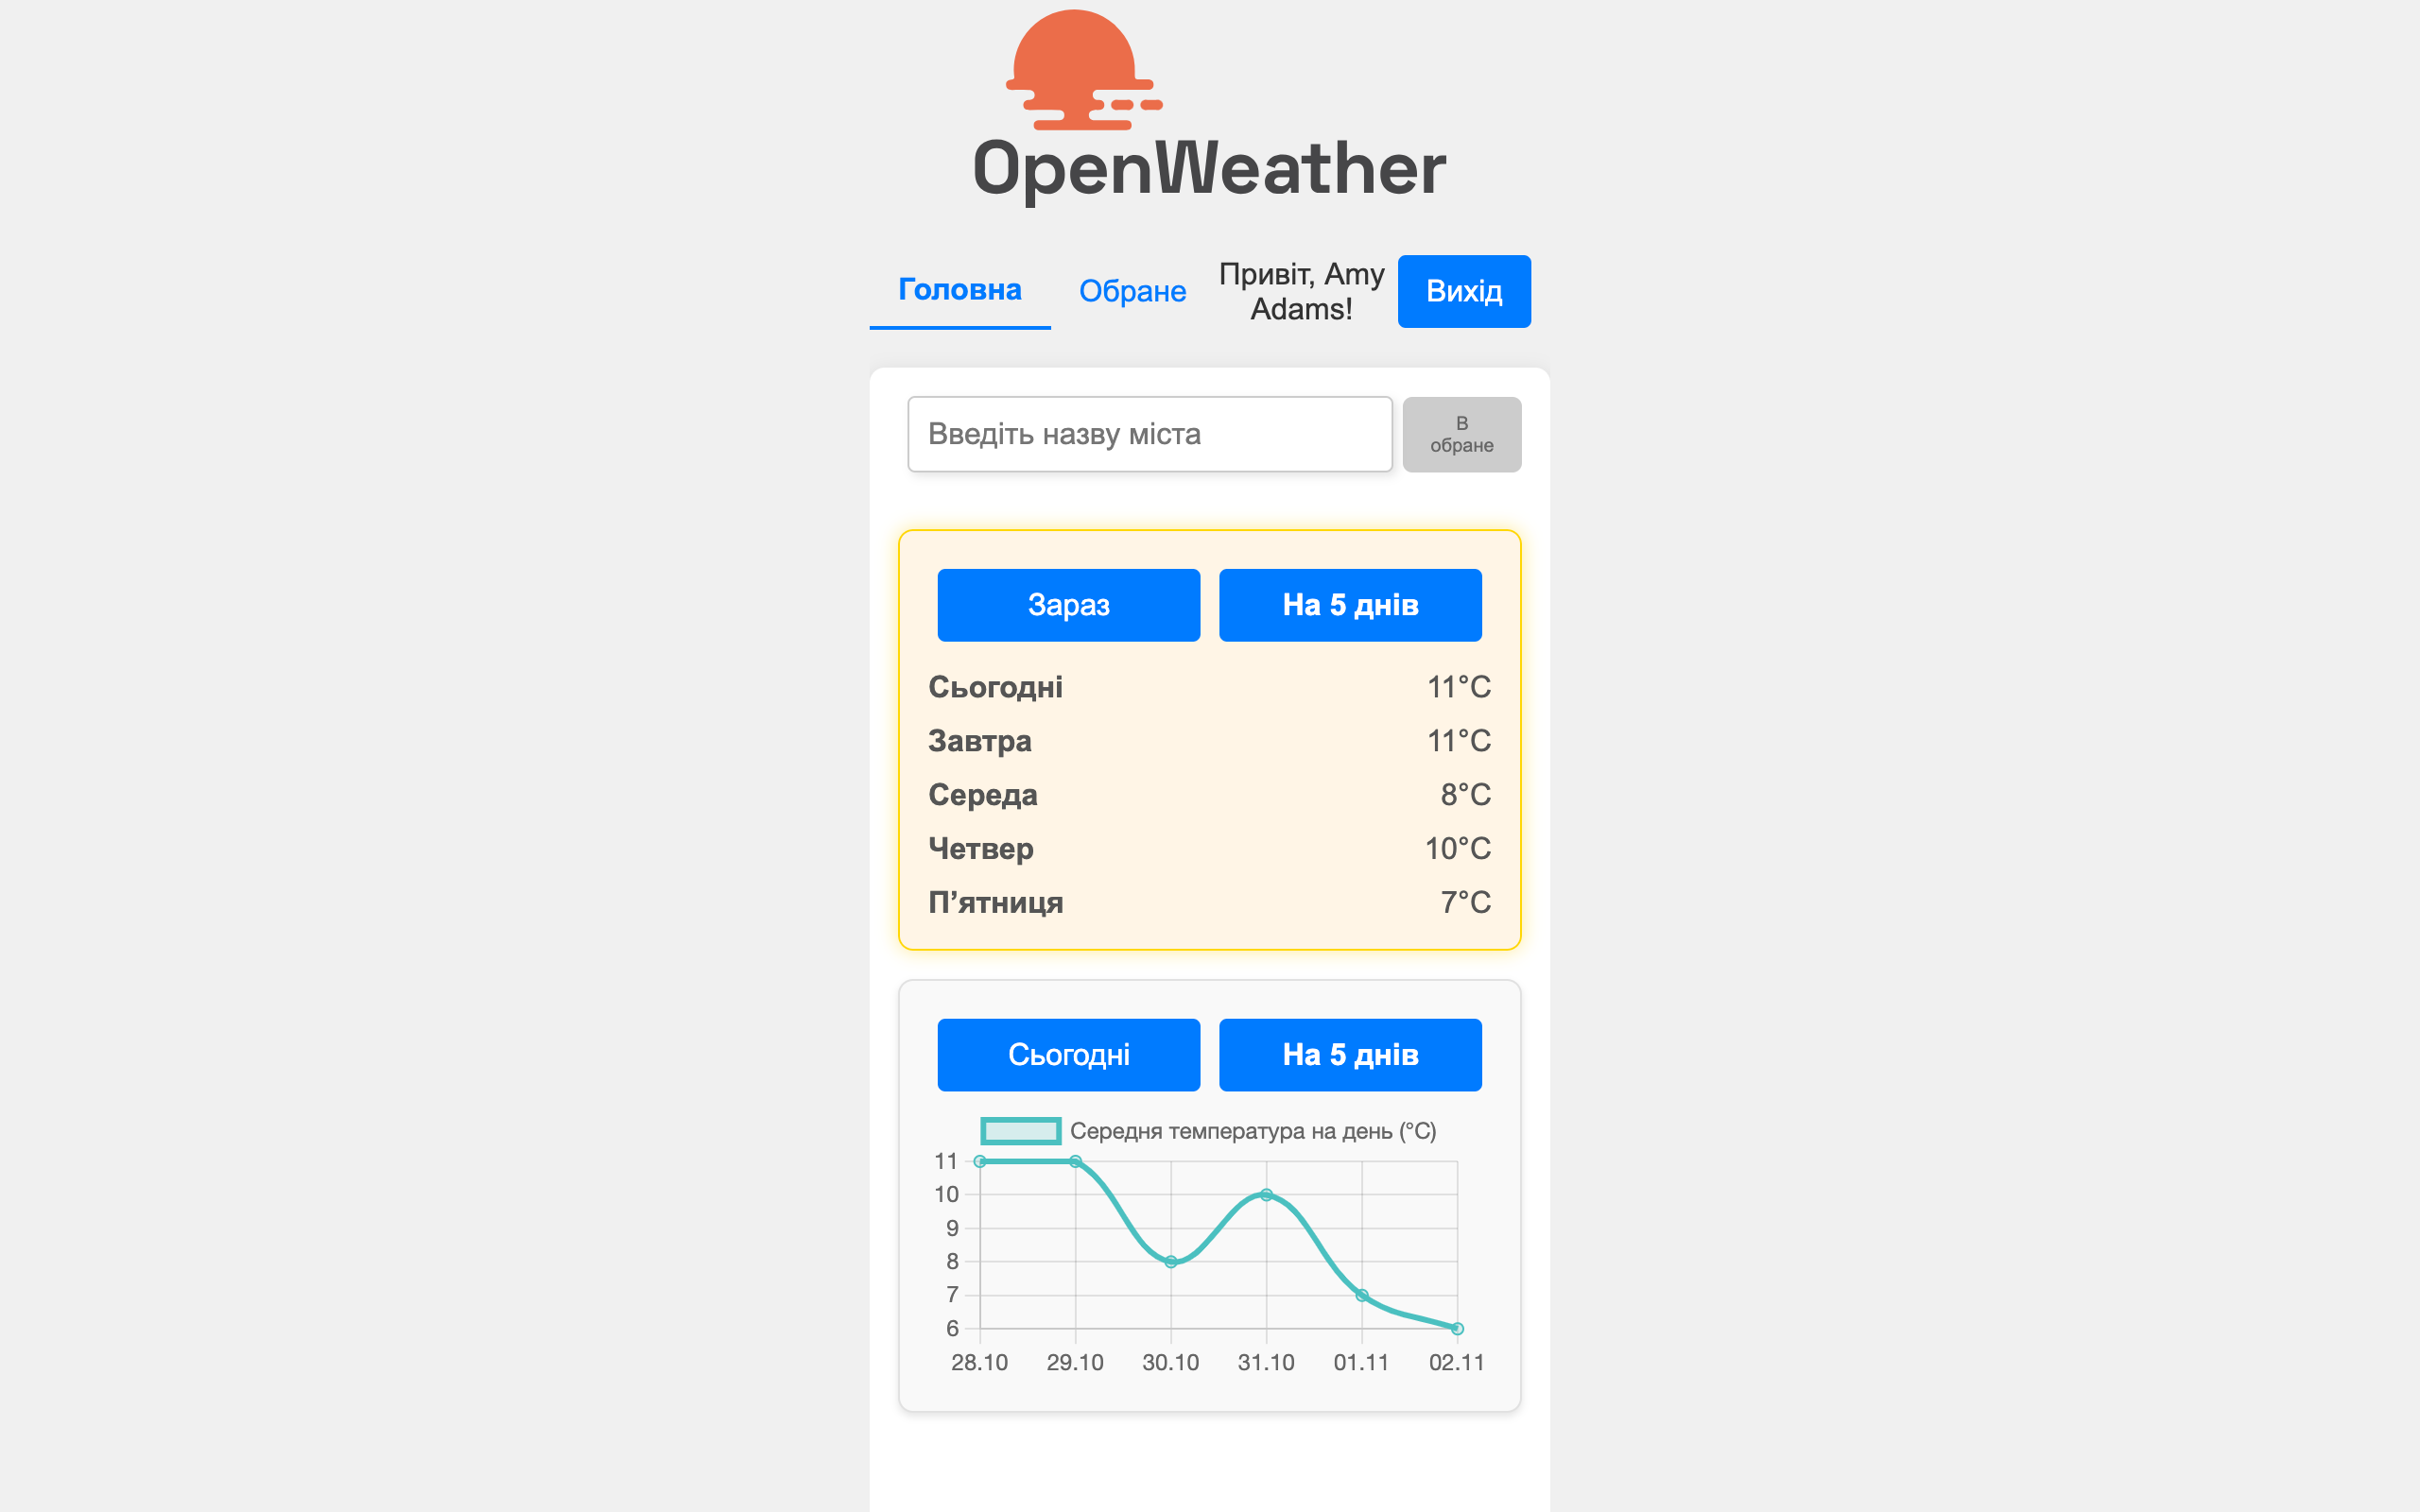 OpenWeather
Головна
Обране
Привіт, Amy
Adams!
Вихід
Введіть назву міста
В
обране
Зараз
На 5 днів
Сьогодні 11°C
Завтра 11°C
Середа 8°C
Четвер 10°C
П’ятниця 7°C
Сьогодні
На 5 днів
Середня температура на день (°C)
11
10
9
8
7
6
28.10 29.10 30.10 31.10 01.11 02.11